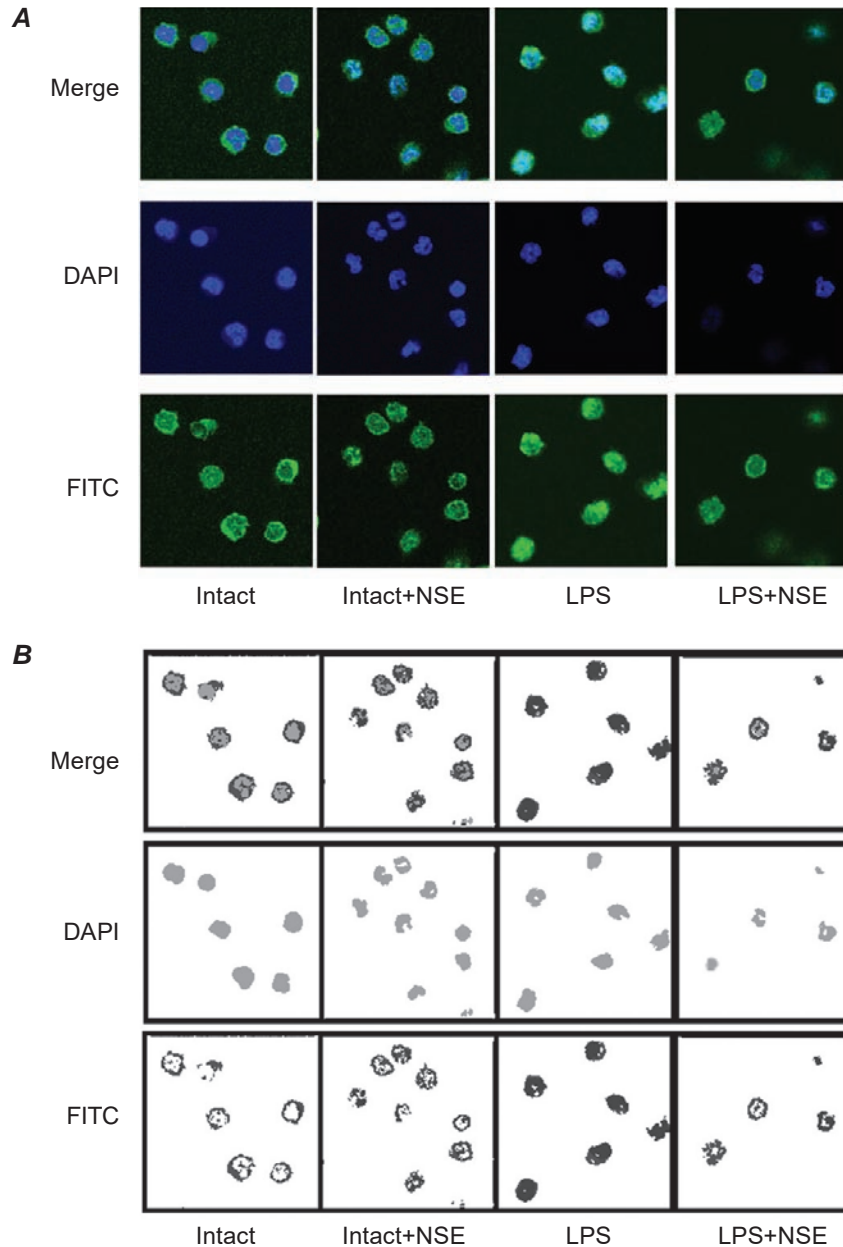 A
Merge
DAPI
FITC
Intact Intact+NSE LPS LPS+NSE
B
Merge
DAPI
FITC
Intact Intact+NSE LPS LPS+NSE